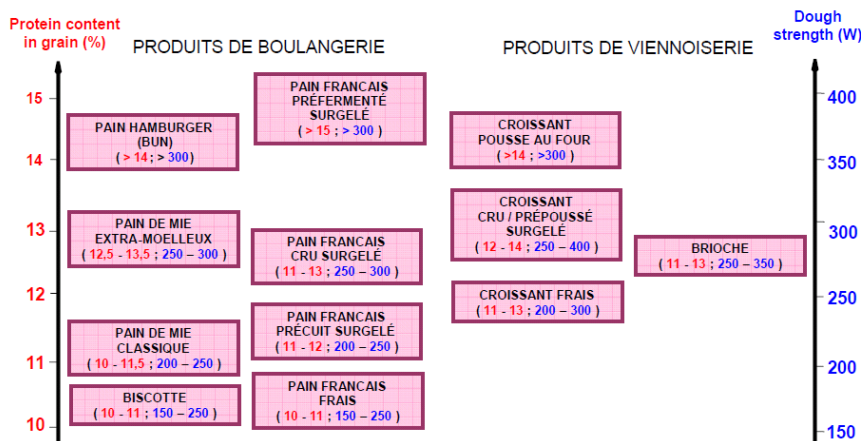 Protein content
in grain (%)
PRODUITS DE BOULANGERIE
PRODUITS DE VIENNOISERIE
Dough
strength (W)
15
14
13
12
11
10
PAIN HAMBURGER
(BUN)
( > 14 ; > 300)
PAIN DE MIE
EXTRA-MOELLEUX
( 12,5 - 13,5 ; 250 – 300 )
PAIN DE MIE
CLASSIQUE
( 10 - 11,5 ; 200 – 250 )
BISCOTTE
( 10 - 11 ; 150 – 250 )
PAIN FRANCAIS
PRÉFERMENTÉ
SURGELÉ
( > 15 ; > 300 )
PAIN FRANCAIS
CRU SURGELÉ
( 11 - 13 ; 250 – 300 )
PAIN FRANCAIS
PRÉCUIT SURGELÉ
( 11 - 12 ; 200 – 250 )
PAIN FRANCAIS
FRAIS
( 10 - 11 ; 150 – 250 )
CROISSANT
POUSSE AU FOUR
( >14 ; >300 )
CROISSANT
CRU / PRÉPOUSSÉ
SURGELÉ
( 12 – 14 ; 250 – 400 )
CROISSANT FRAIS
( 11 - 13 ; 200 – 300 )
BRIOCHE
( 11 - 13 ; 250 – 350 )
400
350
300
250
200
150